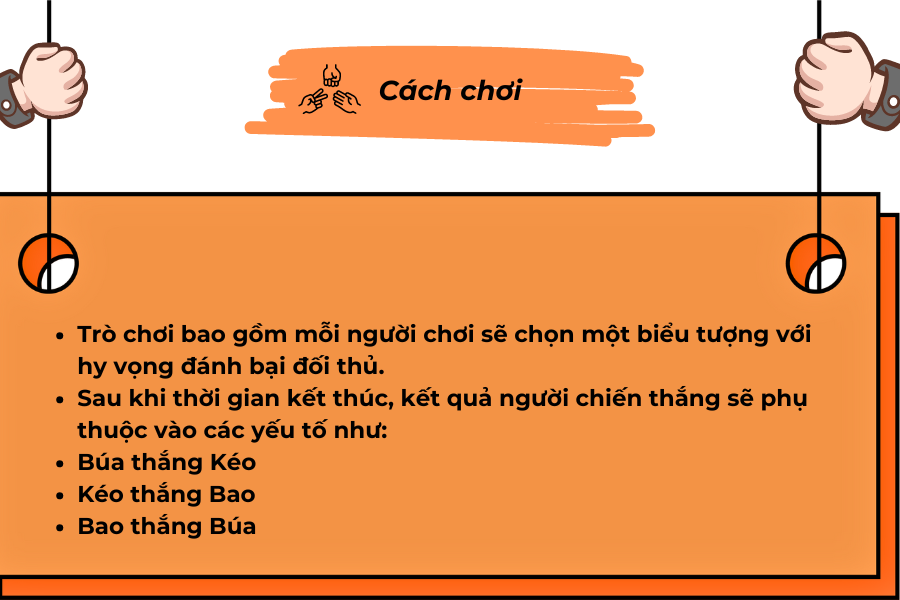 Cách chơi
• Trò chơi bao gồm mỗi người chơi sẽ chọn một biểu tượng với
hy vọng đánh bại đối thủ.
• Sau khi thời gian kết thúc, kết quả người chiến thắng sẽ phụ
thuộc vào các yếu tố như:
• Búa thắng Kéo
• Kéo thắng Bao
• Bao thắng Búa